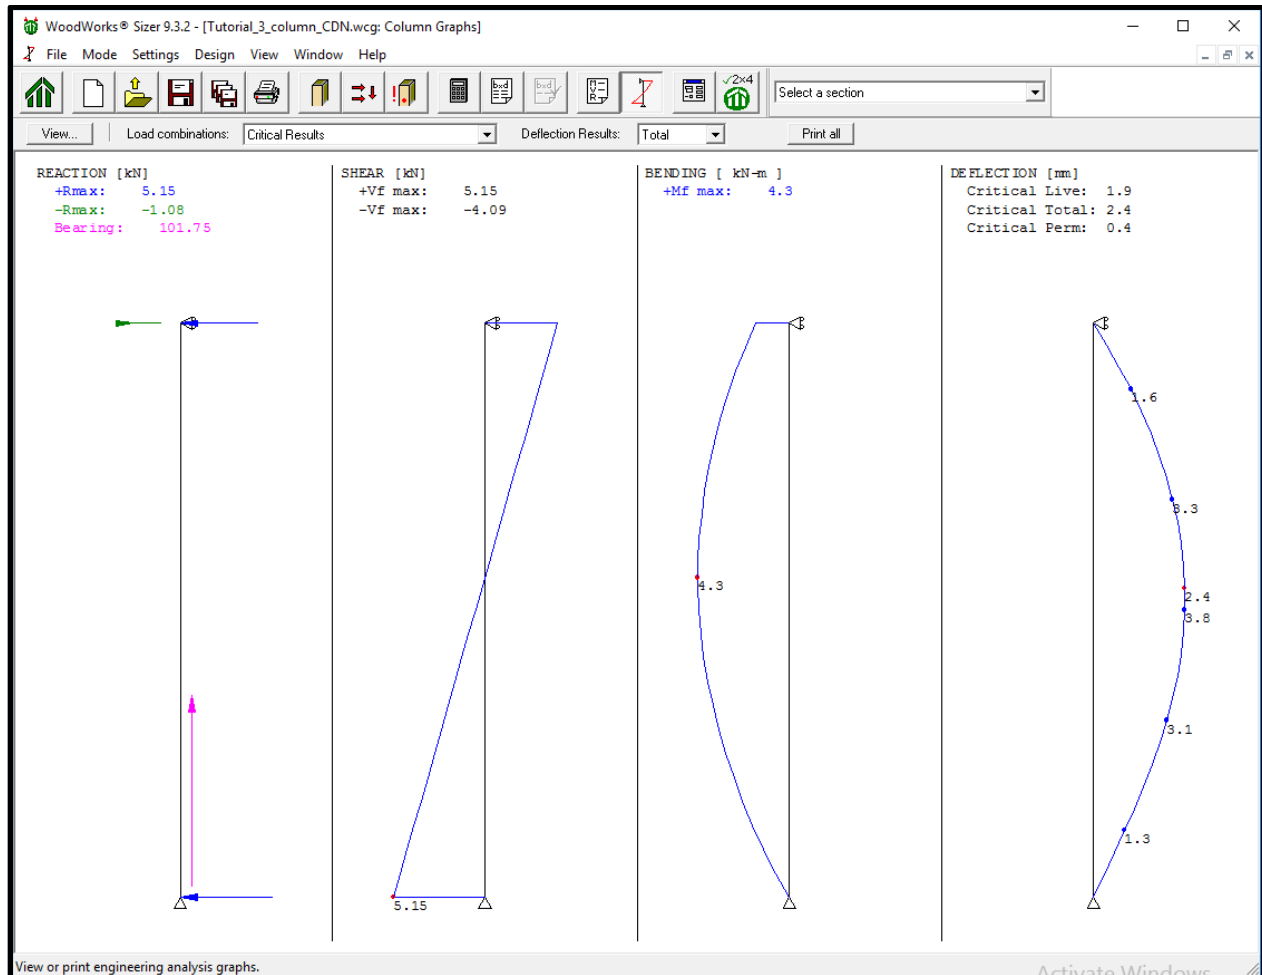 WoodWorks® Sizer 9.3.2 - [Tutorial_3_column_CDN.wcg: Column Graphs]
File Mode Settings Design View Window Help
bxd bxd MVR √2x4 Select a section
View... Load combinations: Critical Results Deflection Results: Total Print all
REACTION [kN]
+Rmax: 5.15
-Rmax: -1.08
Bearing: 101.75
SHEAR [kN]
+Vf max: 5.15
-Vf max: -4.09
5.15
BENDING [ kN-m ]
+Mf max: 4.3
4.3
DEFLECTION [mm]
Critical Live: 1.9
Critical Total: 2.4
Critical Perm: 0.4
1.6
3.3
2.4
3.8
3.1
1.3
View or print engineering analysis graphs.
Activate Windows